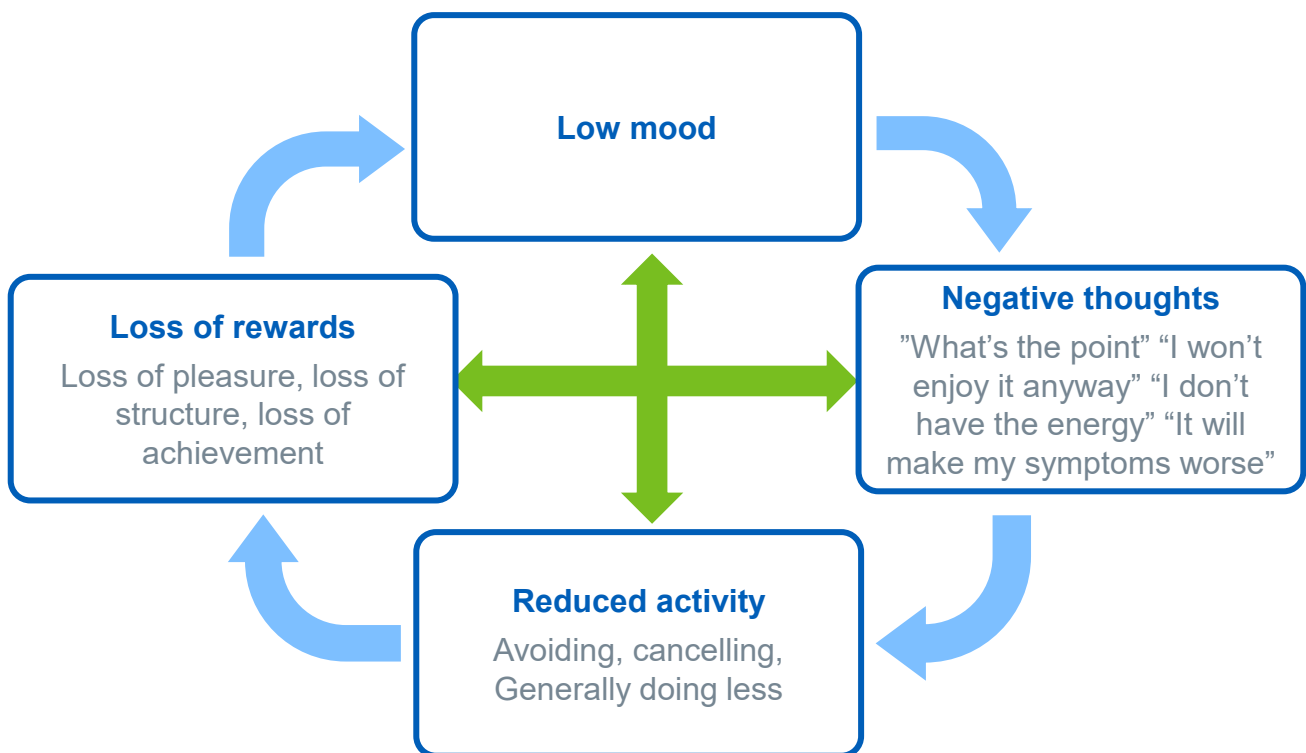 Low mood
Negative thoughts
”What’s the point” “I won’t
enjoy it anyway” “I don’t
have the energy” “It will
make my symptoms worse”
Reduced activity
Avoiding, cancelling,
Generally doing less
Loss of rewards
Loss of pleasure, loss of
structure, loss of
achievement